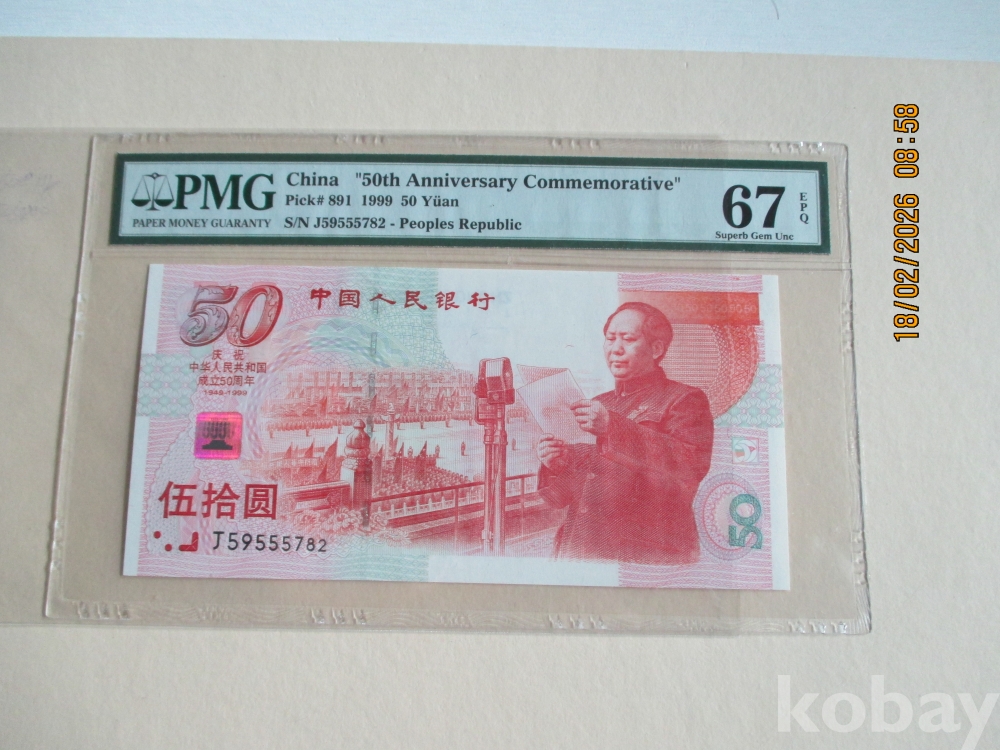 PMG
PAPER MONEY GUARANTY
China "50th Anniversary Commemorative"
Pick# 891 1999 50 Yüan
S/N J59555782 - Peoples Republic
67
EPQ
Superb Gem Unc
50
中国人民银行
庆祝
中华人民共和国
成立50周年
1949-1999
伍拾圆
J59555782
50
18/02/2026 08:58
kobay